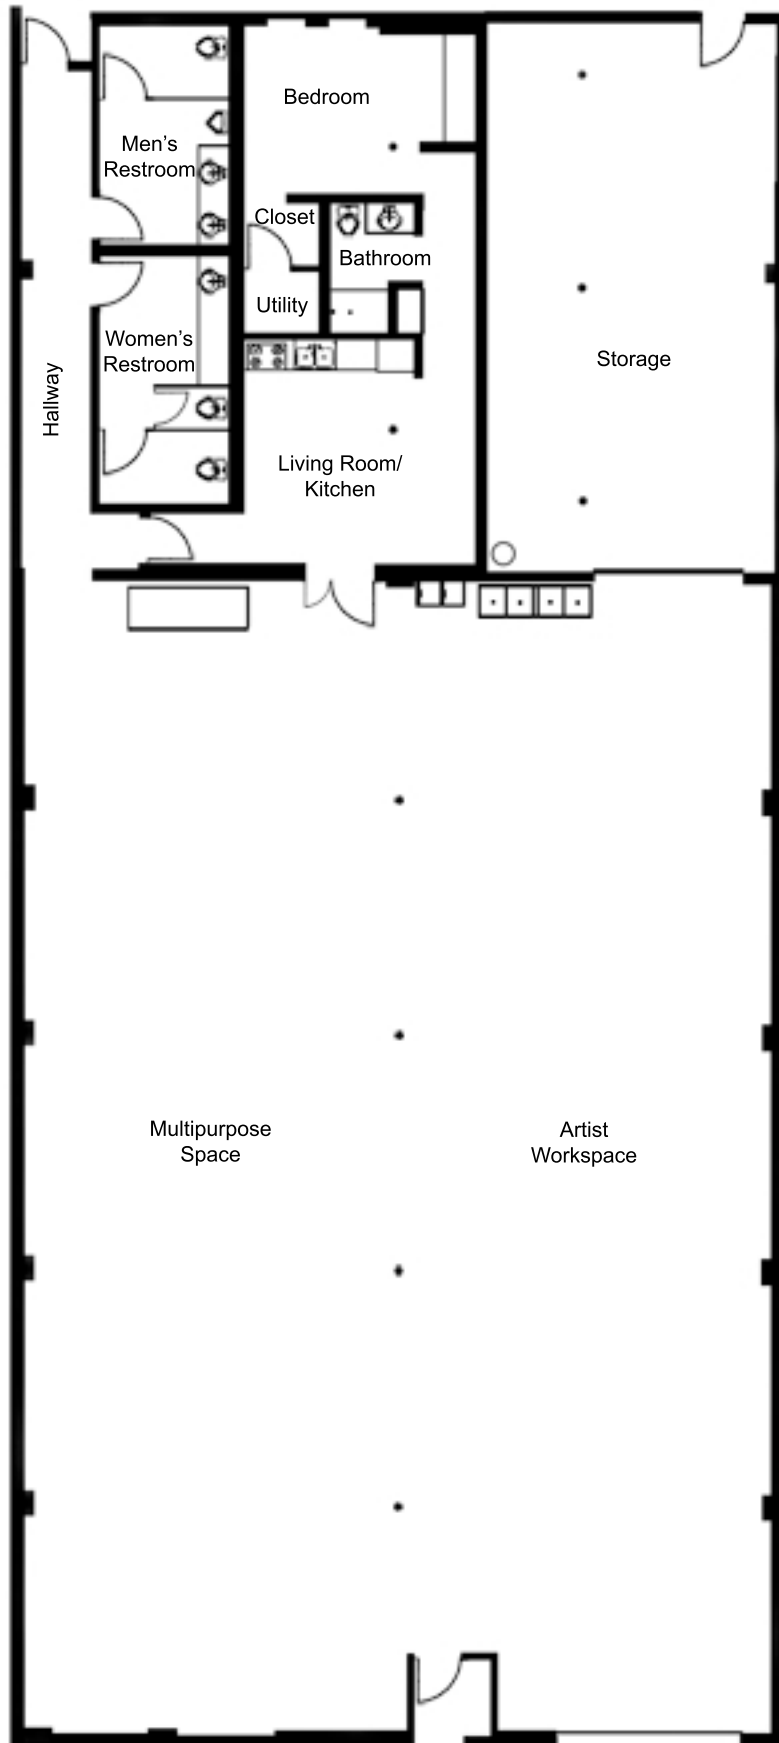 Bedroom
Men's
Restroom
Closet
Bathroom
Utility
Women's
Restroom
Storage
Hallway
Living Room/
Kitchen
Multipurpose
Space
Artist
Workspace